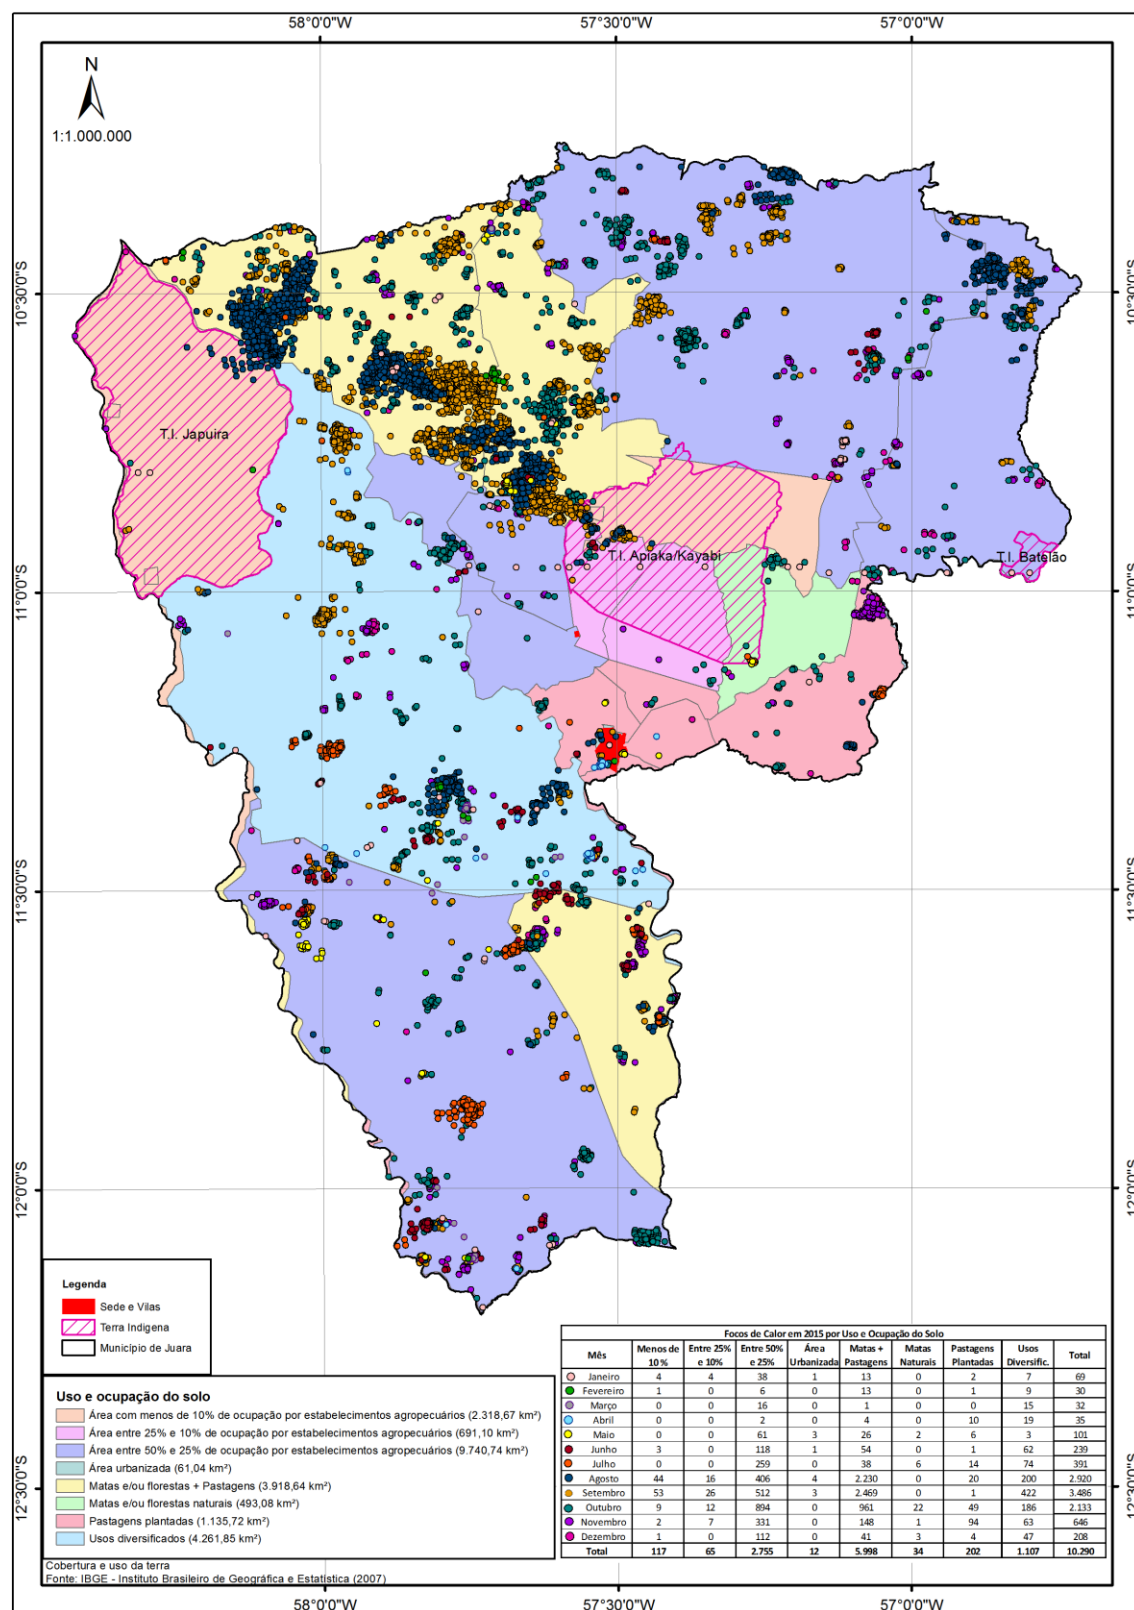 58°0'0"W 57°30'0"W 57°0'0"W
N
1:1.000.000
10°30'0"S 10°30'0"S
T.I. Japuira
T.I. Apiaka/Kayabi
T.I. Batelão
11°0'0"S 11°0'0"S
11°30'0"S 11°30'0"S
12°0'0"S 12°0'0"S
12°30'0"S 12°30'0"S
Legenda
Sede e Vilas
Terra Indigena
Município de Juara
Uso e ocupação do solo
Área com menos de 10% de ocupação por estabelecimentos agropecuários (2.318,67 km²)
Área entre 25% e 10% de ocupação por estabelecimentos agropecuários (691,10 km²)
Área entre 50% e 25% de ocupação por estabelecimentos agropecuários (9.740,74 km²)
Área urbanizada (61,04 km²)
Matas e/ou florestas + Pastagens (3.918,64 km²)
Matas e/ou florestas naturais (493,08 km²)
Pastagens plantadas (1.135,72 km²)
Usos diversificados (4.261,85 km²)
Cobertura e uso da terra
Fonte: IBGE - Instituto Brasileiro de Geográfica e Estatística (2007)
Focos de Calor em 2015 por Uso e Ocupação do Solo
Mês Menos de 10 % Entre 25% e 10% Entre 50% e 25% Área Urbanizada Matas + Pastagens Matas Naturais Pastagens Plantadas Usos Diversific. Total
Janeiro 4 4 38 1 13 0 2 7 69
Fevereiro 1 0 6 0 13 0 1 9 30
Março 0 0 16 0 1 0 0 15 32
Abril 0 0 2 0 4 0 10 19 35
Maio 0 0 61 3 26 2 6 3 101
Junho 3 0 118 1 54 0 1 62 239
Julho 0 0 259 0 38 6 14 74 391
Agosto 44 16 406 4 2.230 0 20 200 2.920
Setembro 53 26 512 3 2.469 0 1 422 3.486
Outubro 9 12 894 0 961 22 49 186 2.133
Novembro 2 7 331 0 148 1 94 63 646
Dezembro 1 0 112 0 41 3 4 47 208
Total 117 65 2.755 12 5.998 34 202 1.107 10.290
58°0'0"W 57°30'0"W 57°0'0"W